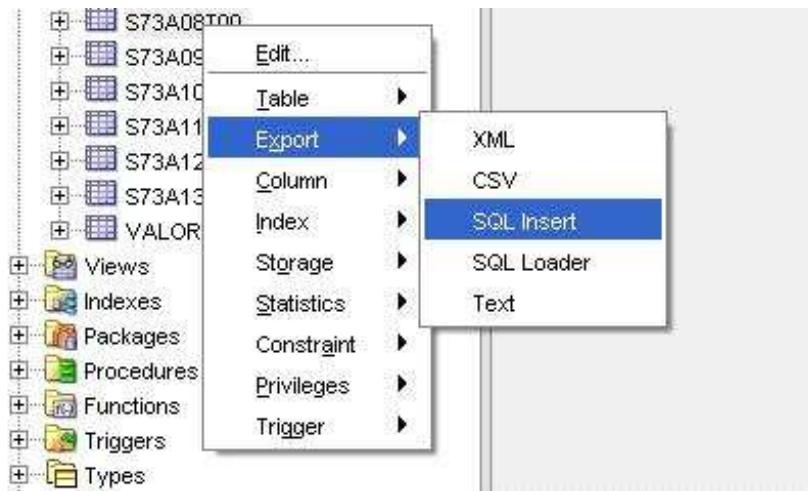 S73A08T00
S73A09
S73A10
S73A11
S73A12
S73A13
VALOR
Views
Indexes
Packages
Procedures
Functions
Triggers
Types
Edit...
Table
Export
Column
Index
Storage
Statistics
Constraint
Privileges
Trigger
XML
CSV
SQL Insert
SQL Loader
Text